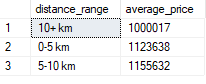 distance_range average_price
1 10+ km 1000017
2 0-5 km 1123638
3 5-10 km 1155632